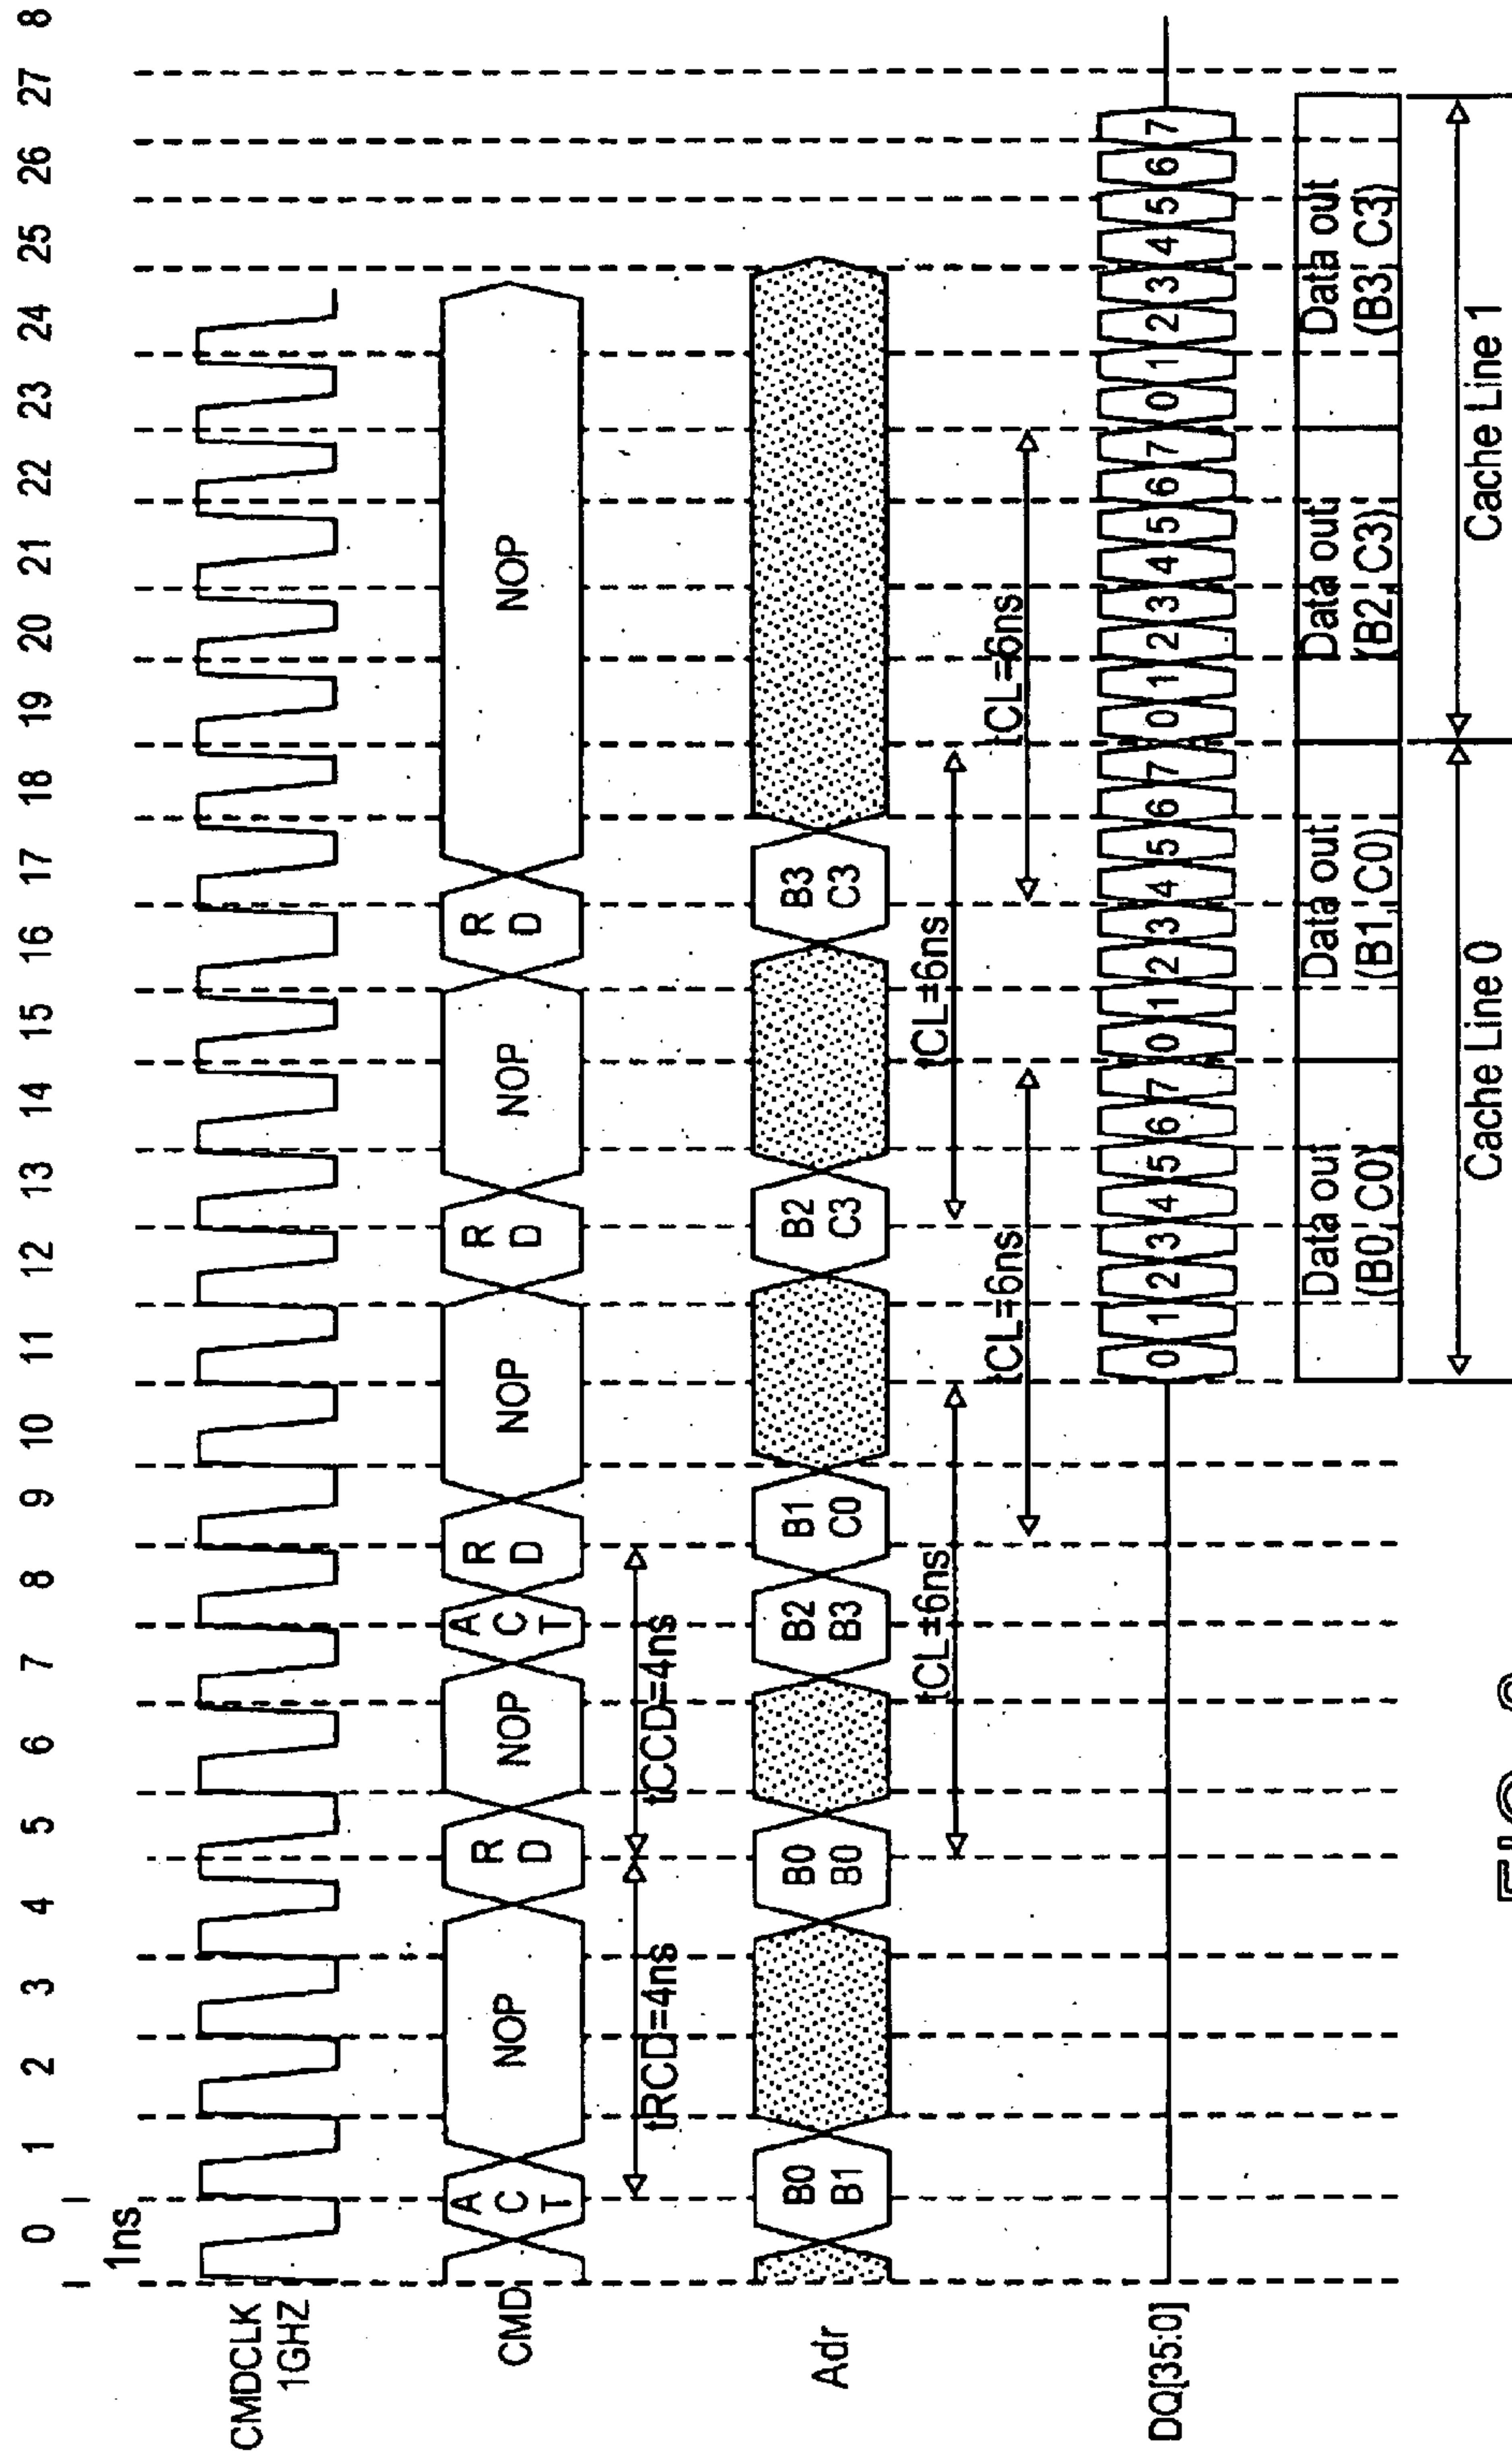 0 1 2 3 4 5 6 7 8 9 10 11 12 13 14 15 16 17 18 19 20 21 22 23 24 25 26 27 8
1ns
CMDCLK
1GHZ
CMD
ACT NOP RD NOP ACT RD NOP RD NOP RD NOP
tRCD=4ns tCCD=4ns
Adr
B0 B0 B2 B1 B2 B3
B1 B0 B3 C0 C3 C3
tCL=6ns tCL=6ns
tCL=6ns tCL=6ns
DQ[35:0]
0 1 2 3 4 5 6 7 0 1 2 3 4 5 6 7 0 1 2 3 4 5 6 7 0 1 2 3 4 5 6 7
Data out Data out Data out Data out
(B0, C0) (B1, C0) (B2, C3) (B3, C3)
Cache Line 0 Cache Line 1